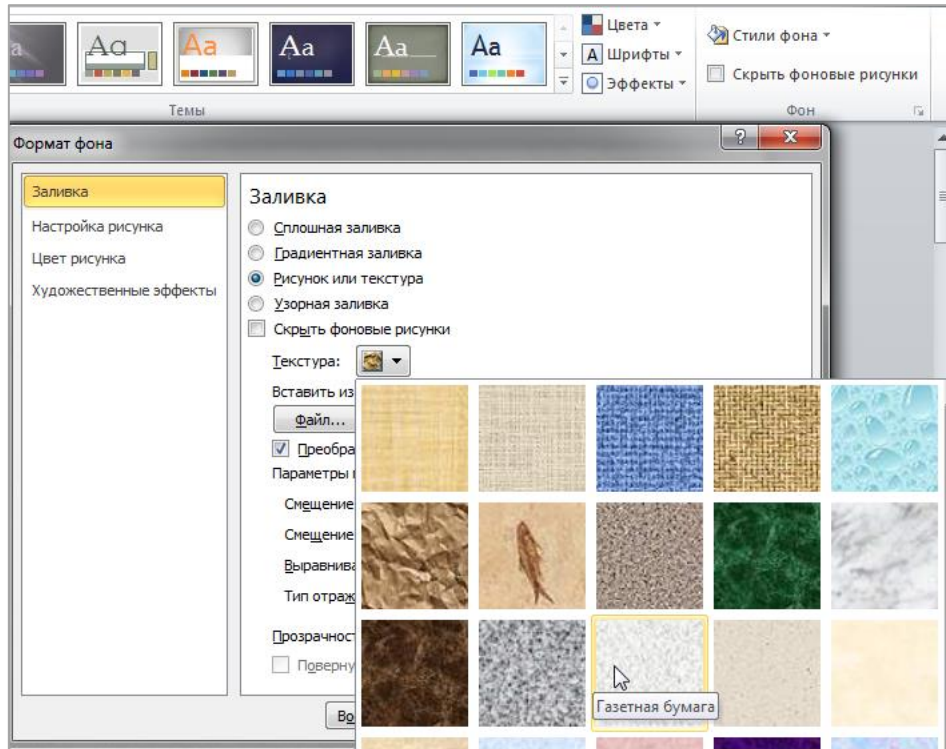 a Aa Aa Aa Aa Aa
Цвета
Шрифты
Эффекты
Стили фона
Скрыть фоновые рисунки
Темы
Фон
Формат фона
Заливка
Настройка рисунка
Цвет рисунка
Художественные эффекты
Заливка
Сплошная заливка
Градиентная заливка
Рисунок или текстура
Узорная заливка
Скрыть фоновые рисунки
Текстура:
Вставить из
Файл...
Преобра
Параметры
Смещение
Смещение
Выравнива
Тип отраж
Прозрачнос
Поверну
Во
Газетная бумага